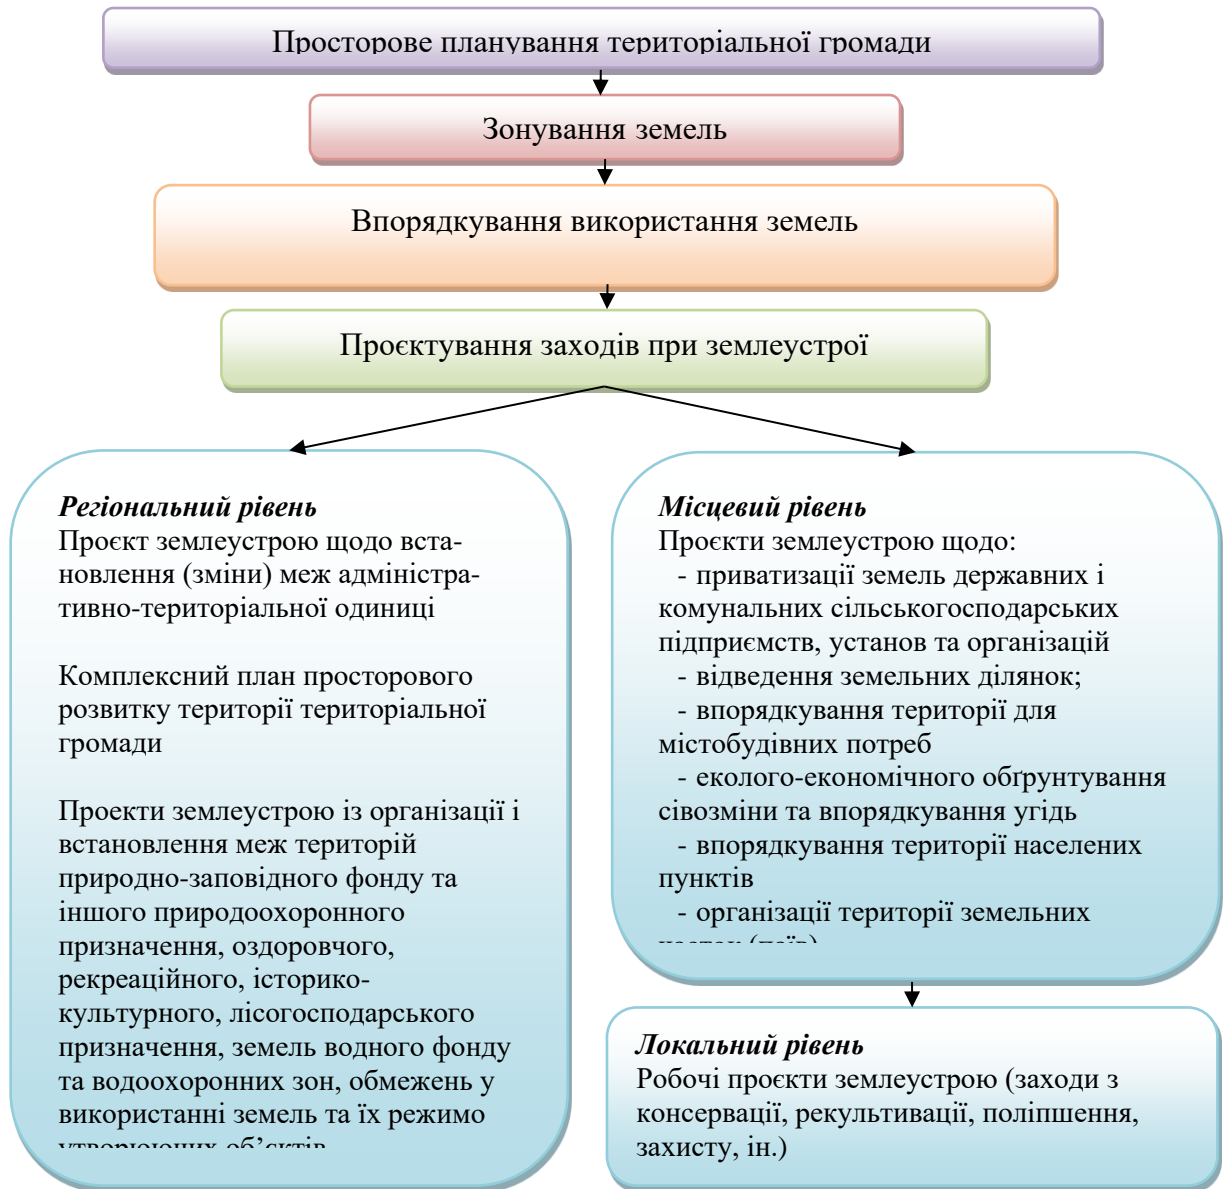 Просторове планування територіальної громади
Зонування земель
Впорядкування використання земель
Проєктування заходів при землеустрої
Регіональний рівень
Проєкт землеустрою щодо вста-
новлення (зміни) меж адміністра-
тивно-територіальної одиниці
Комплексний план просторового
розвитку території територіальної
громади
Проекти землеустрою із організації і
встановлення меж територій
природно-заповідного фонду та
іншого природоохоронного
призначення, оздоровчого,
рекреаційного, історико-
культурного, лісогосподарського
призначення, земель водного фонду
та водоохоронних зон, обмежень у
використанні земель та їх режимо
утворюючих об’єктів
Місцевий рівень
Проєкти землеустрою щодо:
- приватизації земель державних і
комунальних сільськогосподарських
підприємств, установ та організацій
- відведення земельних ділянок;
- впорядкування території для
містобудівних потреб
- еколого-економічного обґрунтування
сівозміни та впорядкування угідь
- впорядкування території населених
пунктів
- організації території земельних
часток (паїв)
Локальний рівень
Робочі проєкти землеустрою (заходи з
консервації, рекультивації, поліпшення,
захисту, ін.)